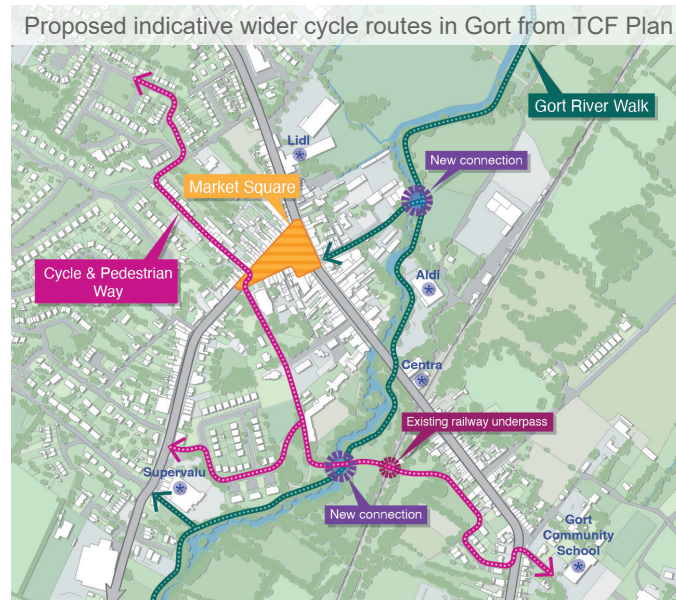 Proposed indicative wider cycle routes in Gort from TCF Plan
Gort River Walk
Lidl
New connection
Market Square
Cycle & Pedestrian
Way
Aldi
Centra
Existing railway underpass
Supervalu
New connection
Gort
Community
School